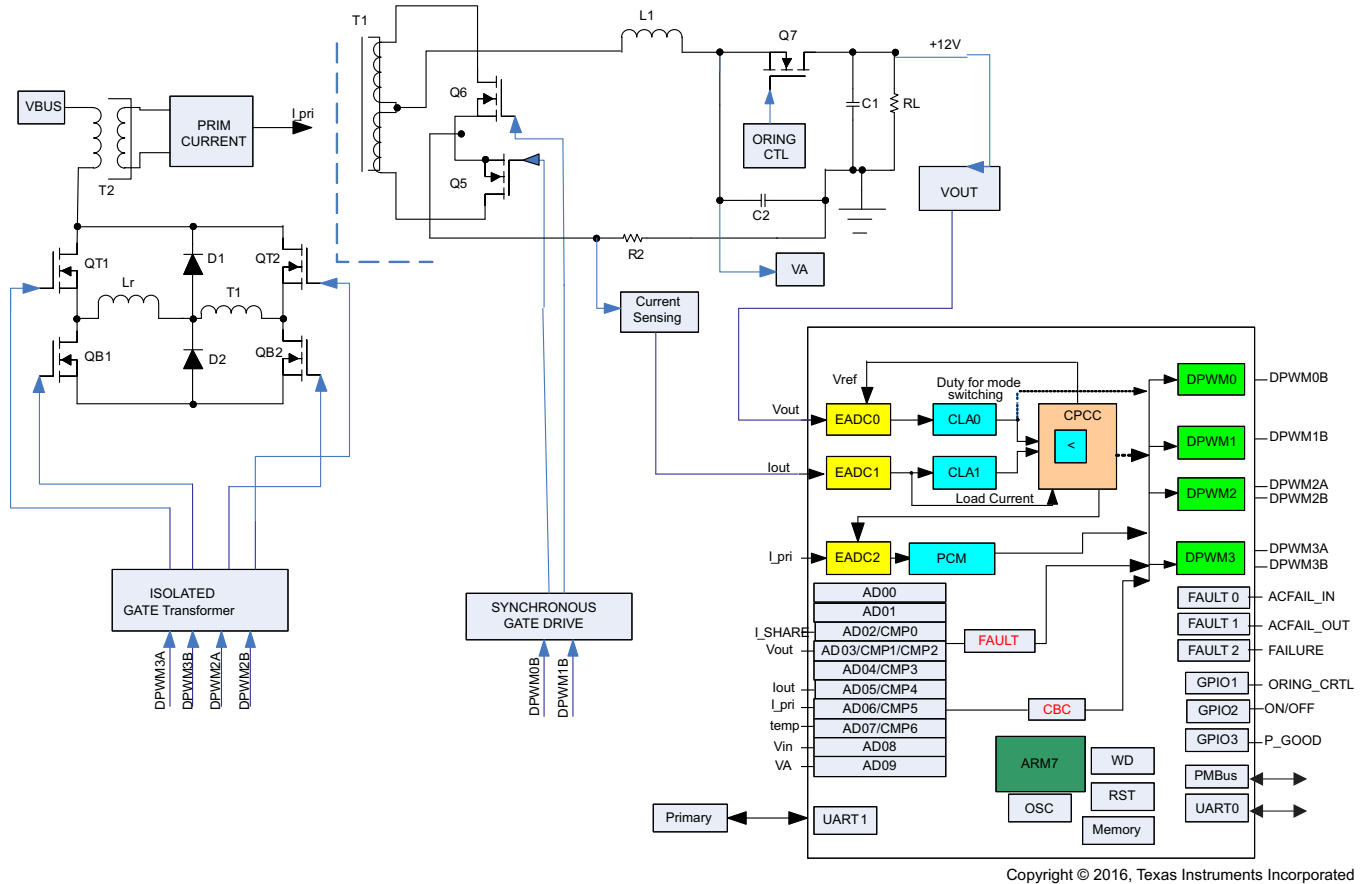 T1
L1
Q7
+12V
VBUS
PRIM
CURRENT
I_pri
T2
Q6
Q5
C1
RL
ORING
CTL
VOUT
C2
R2
VA
Current
Sensing
QT1
D1
QT2
Lr
T1
QB1
D2
QB2
ISOLATED
GATE Transformer
DPWM3A
DPWM3B
DPWM2A
DPWM2B
SYNCHRONOUS
GATE DRIVE
DPWM0B
DPWM1B
Vref
Duty for mode
switching
Vout
EADC0
CLA0
CPCC
<
Iout
EADC1
CLA1
Load Current
I_pri
EADC2
PCM
DPWM0
DPWM0B
DPWM1
DPWM1B
DPWM2
DPWM2A
DPWM2B
DPWM3
DPWM3A
DPWM3B
AD00
AD01
I_SHARE
AD02/CMP0
Vout
AD03/CMP1/CMP2
AD04/CMP3
Iout
AD05/CMP4
I_pri
AD06/CMP5
temp
AD07/CMP6
Vin
AD08
VA
AD09
FAULT
CBC
FAULT 0
ACFAIL_IN
FAULT 1
ACFAIL_OUT
FAULT 2
FAILURE
GPIO1
ORING_CRTL
GPIO2
ON/OFF
GPIO3
P_GOOD
ARM7
WD
OSC
RST
Memory
PMBus
UART0
Primary
UART1
Copyright © 2016, Texas Instruments Incorporated